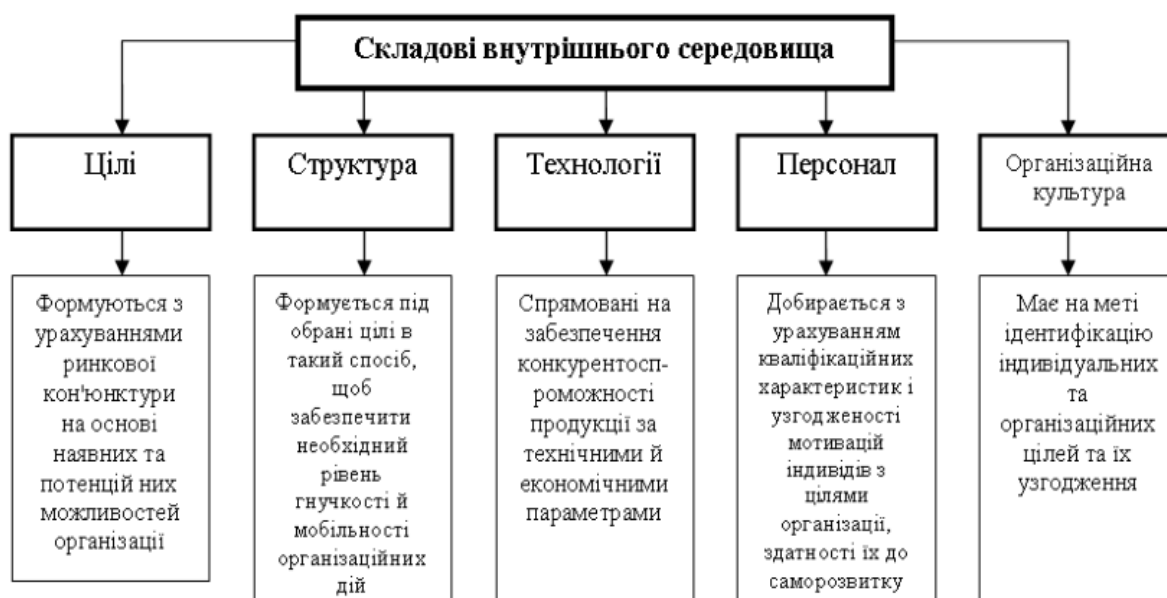 Складові внутрішнього середовища
Цілі
Структура
Технології
Персонал
Організаційна
культура
Формуються з
урахуваннями
ринкової
кон'юнктури
на основі
наявних та
потенцій них
можливостей
організації
Формується під
обрані цілі в
такий спосіб,
щоб
забезпечити
необхідний
рівень
гнучкості й
мобільності
організаційних
дій
Спрямовані на
забезпечення
конкурентосп-
роможності
продукції за
технічними й
економічними
параметрами
Добирається з
урахуванням
кваліфікаційних
характеристик і
узгодженості
мотивацій
індивідів з
цілями
організації,
здатності їх до
саморозвитку
Має на меті
ідентифікацію
індивідуальних
та
організаційних
цілей та їх
узгодження